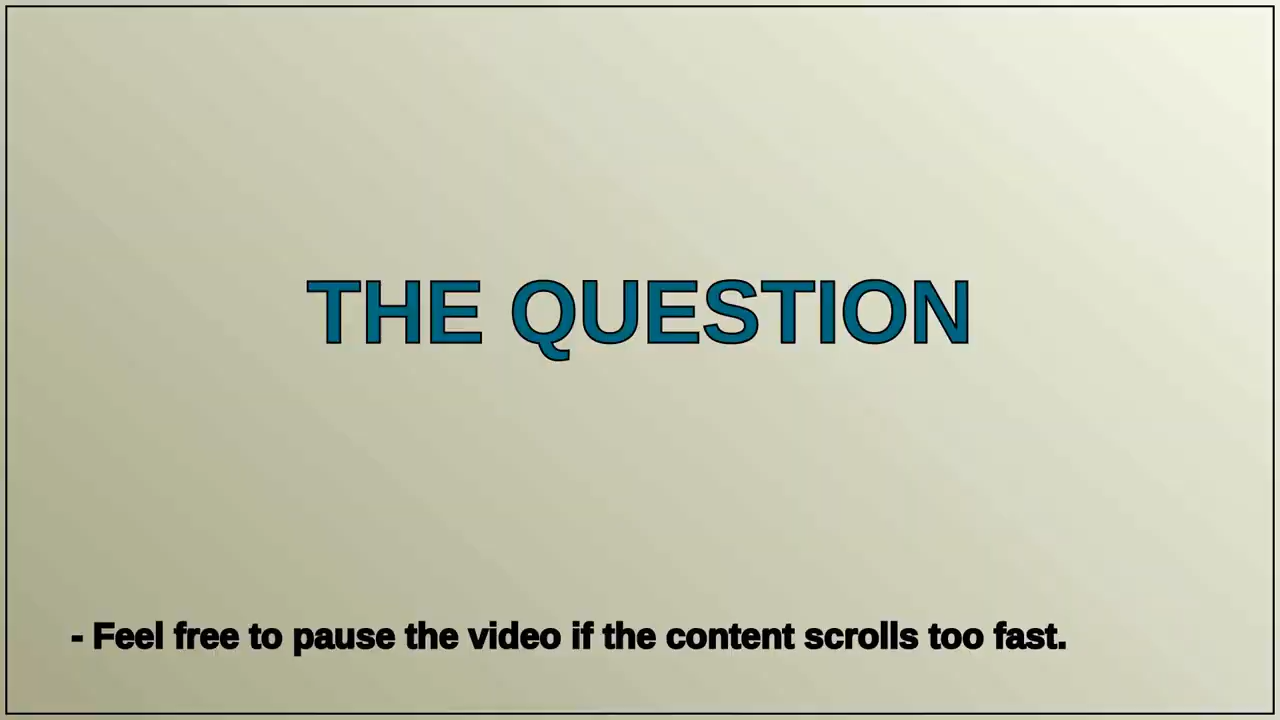 THE QUESTION
- Feel free to pause the video if the content scrolls too fast.